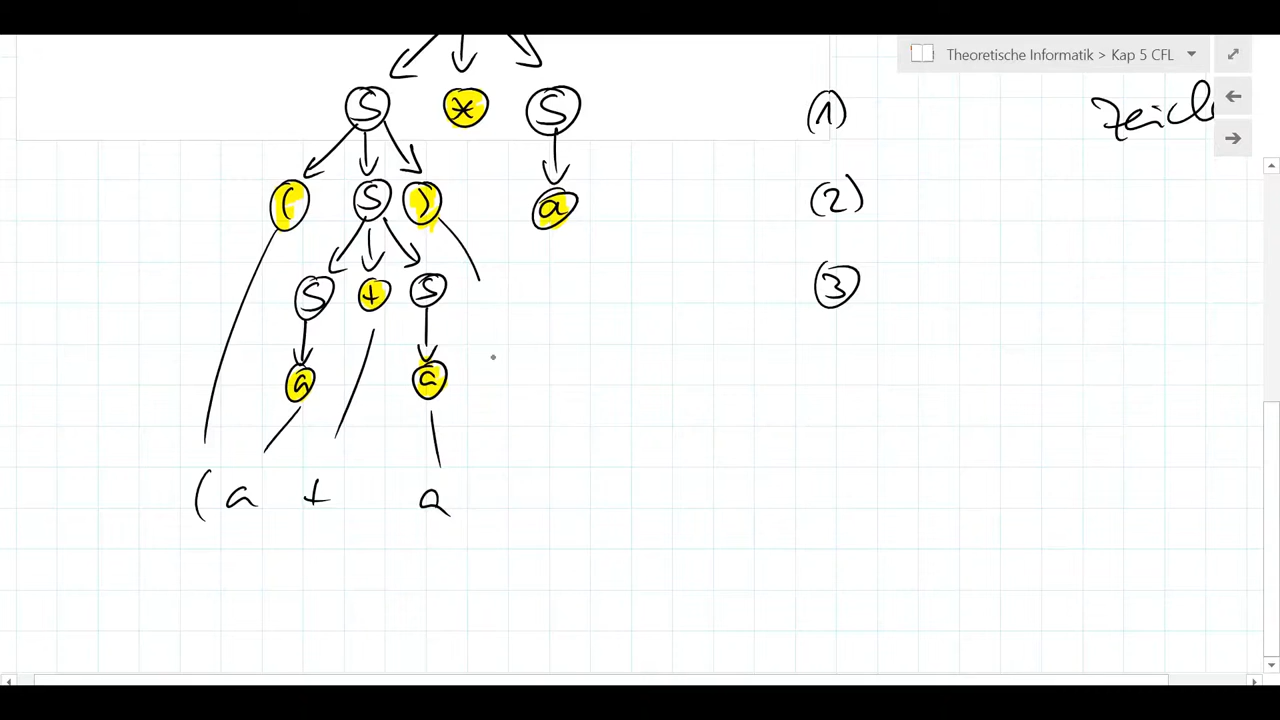 Theoretische Informatik > Kap 5 CFL
S * S
(1)
( S ) a
(2)
S + S
(3)
a a
( a + a